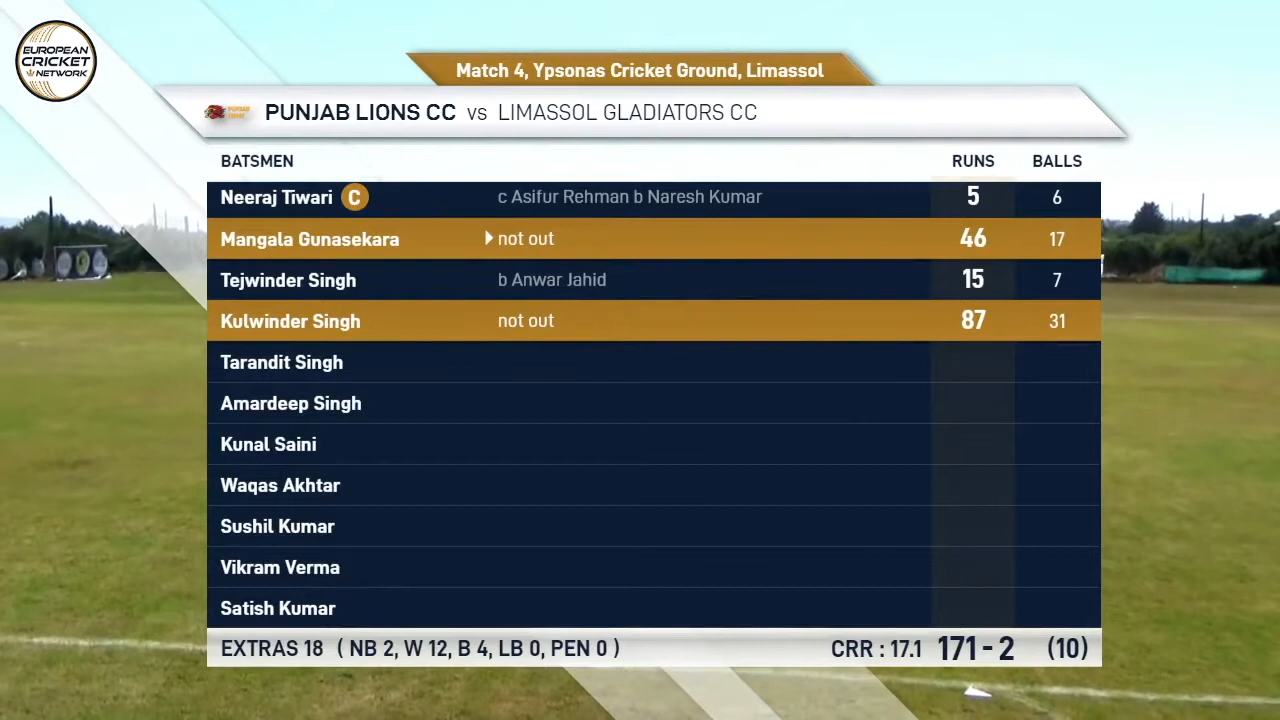 EUROPEAN
CRICKET
NETWORK
Match 4, Ypsonas Cricket Ground, Limassol
PUNJAB LIONS CC vs LIMASSOL GLADIATORS CC
BATSMEN RUNS BALLS
Neeraj Tiwari C c Asifur Rehman b Naresh Kumar 5 6
Mangala Gunasekara not out 46 17
Tejwinder Singh b Anwar Jahid 15 7
Kulwinder Singh not out 87 31
Tarandit Singh
Amardeep Singh
Kunal Saini
Waqas Akhtar
Sushil Kumar
Vikram Verma
Satish Kumar
EXTRAS 18 ( NB 2, W 12, B 4, LB 0, PEN 0 ) CRR : 17.1 171 - 2 (10)